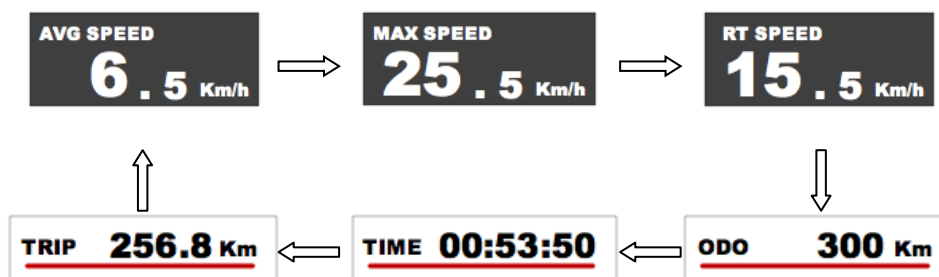 AVG SPEED
6.5 Km/h
MAX SPEED
25.5 Km/h
RT SPEED
15.5 Km/h
TRIP 256.8 Km
TIME 00:53:50
ODO 300 Km